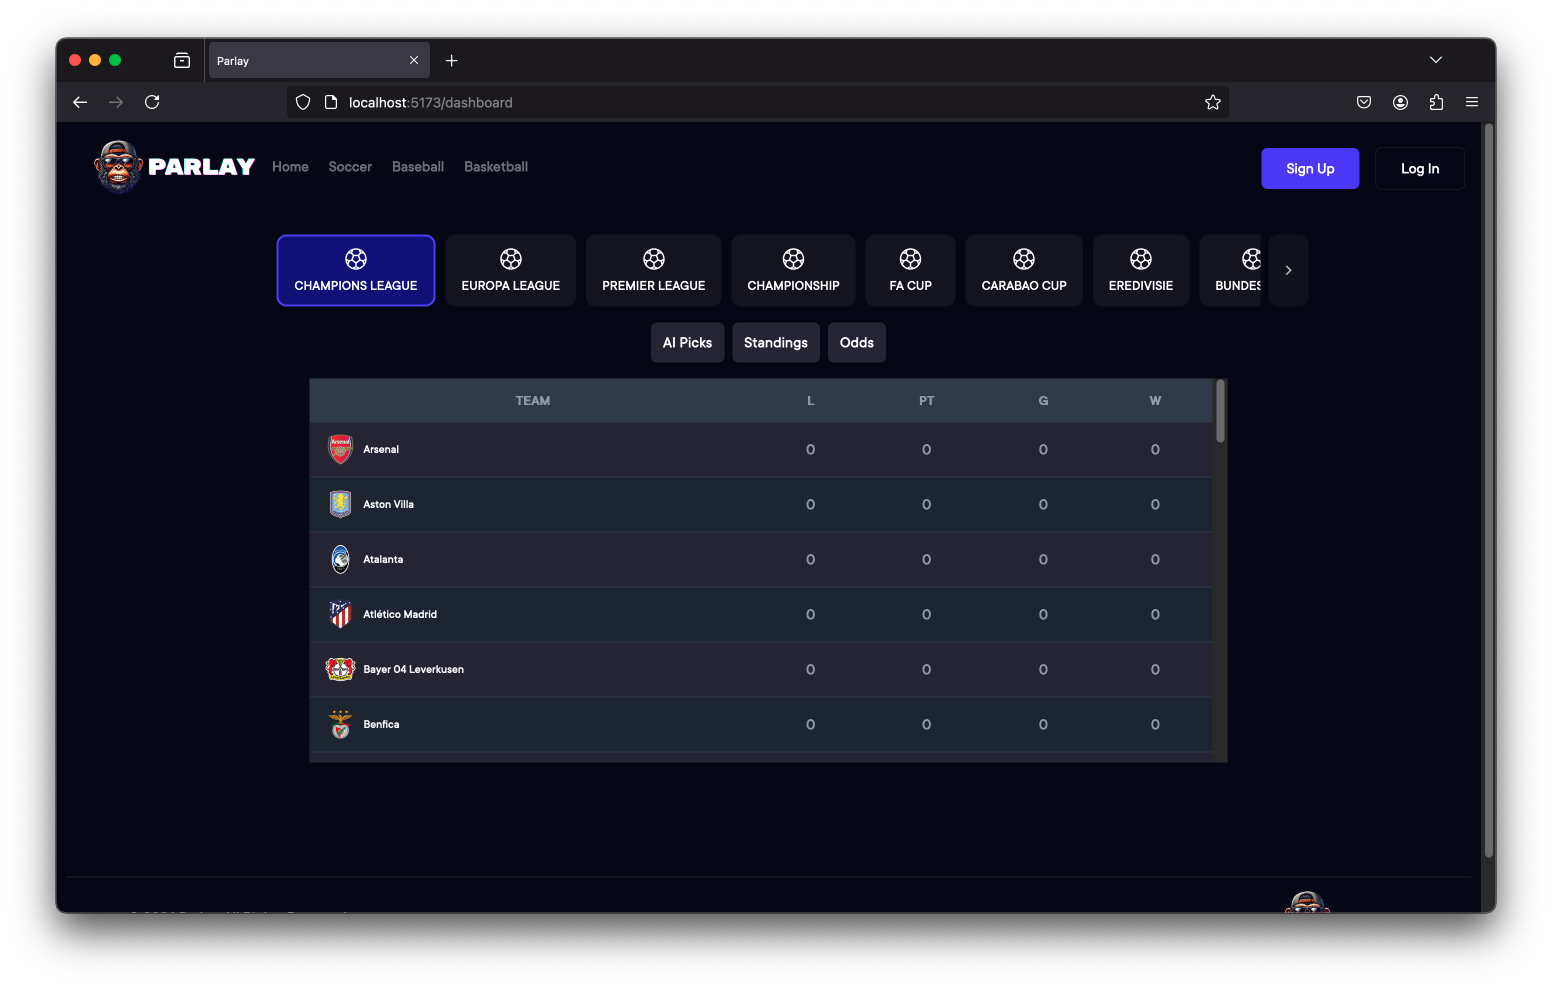 Parlay
localhost:5173/dashboard
PARLAY Home Soccer Baseball Basketball Sign Up Log In
CHAMPIONS LEAGUE EUROPA LEAGUE PREMIER LEAGUE CHAMPIONSHIP FA CUP CARABAO CUP EREDIVISIE BUNDES
AI Picks Standings Odds
TEAM L PT G W
Arsenal 0 0 0 0
Aston Villa 0 0 0 0
Atalanta 0 0 0 0
Atlético Madrid 0 0 0 0
Bayer 04 Leverkusen 0 0 0 0
Benfica 0 0 0 0